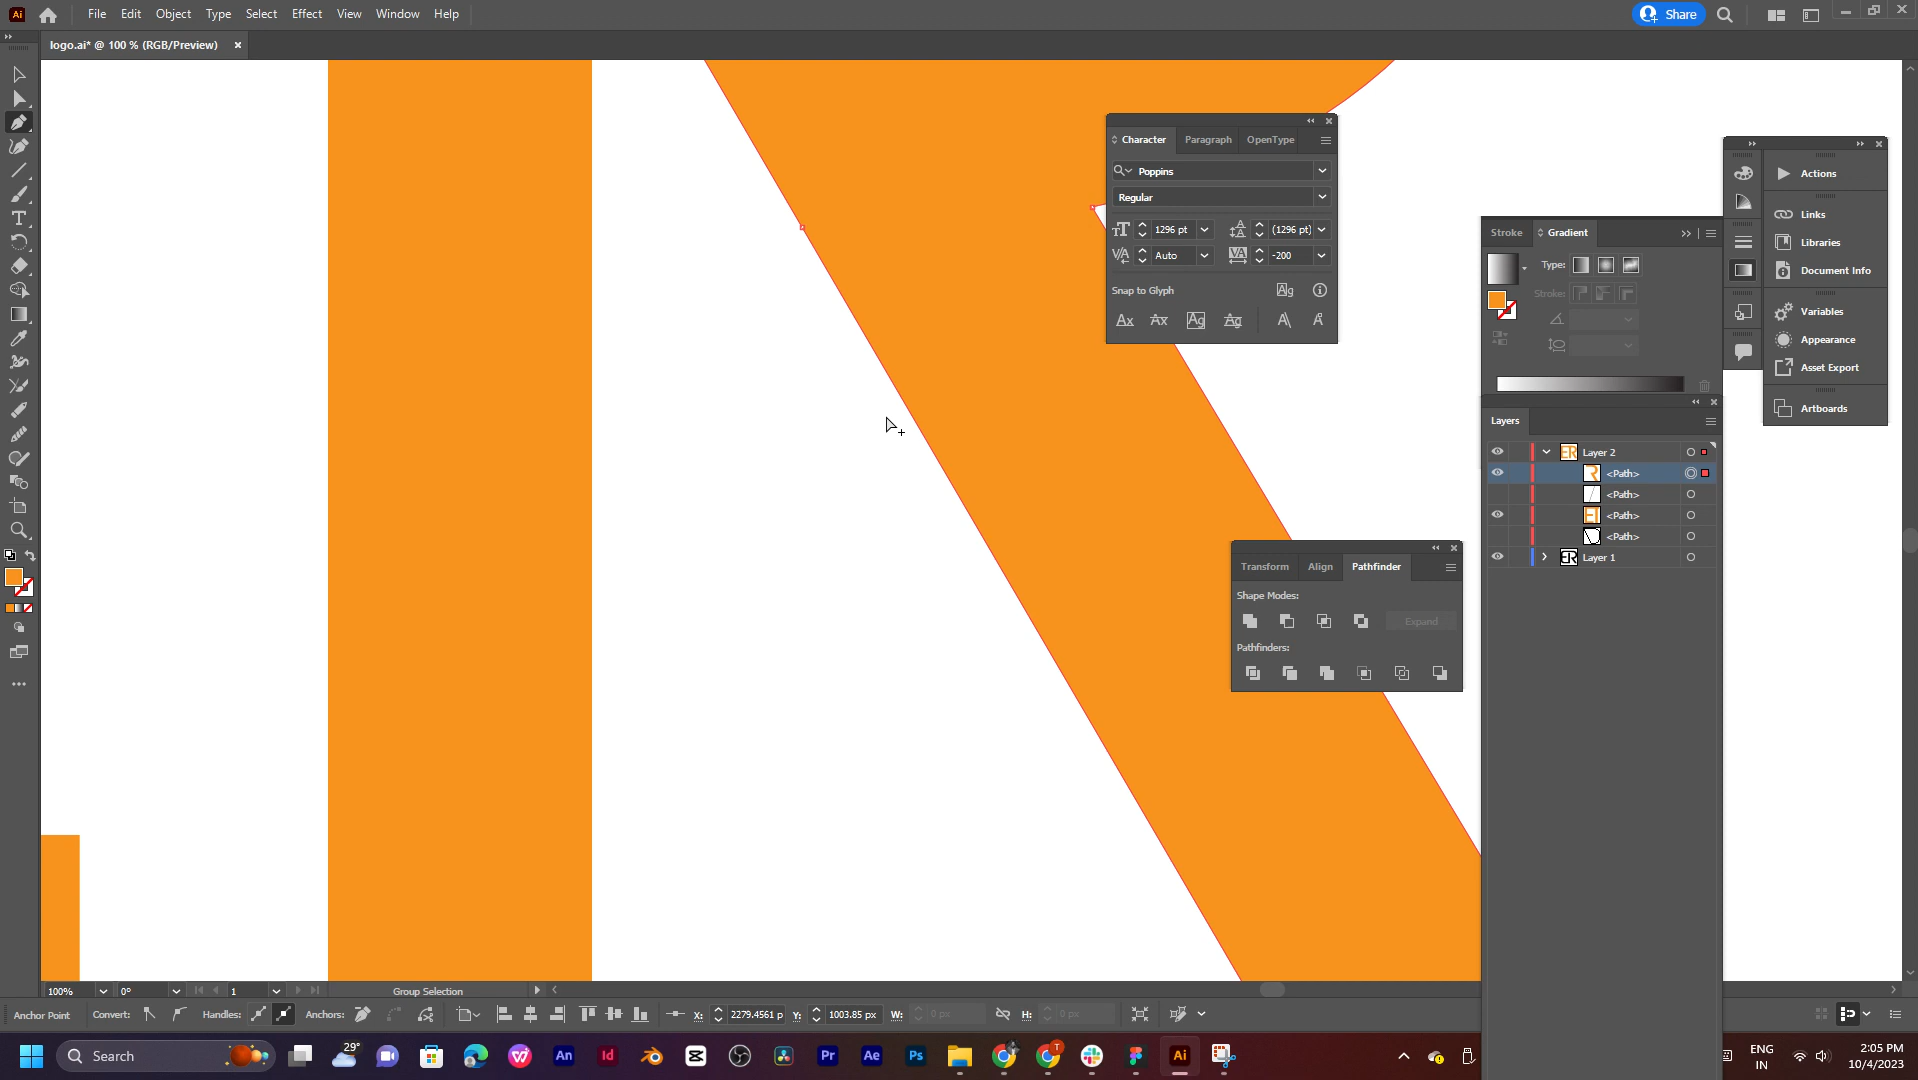 Ai File Edit Object Type Select Effect View Window Help Share
logo.ai* @ 100 % (RGB/Preview)
Character Paragraph OpenType
Poppins
Regular
1296 pt (1296 pt)
Auto -200
Snap to Glyph
Actions
Links
Libraries
Document Info
Variables
Appearance
Asset Export
Artboards
Stroke Gradient
Type:
Stroke:
Layers
Layer 2
<Path>
<Path>
<Path>
<Path>
Layer 1
Transform Align Pathfinder
Shape Modes:
Expand
Pathfinders:
100% 0° 1 Group Selection
Anchor Point Convert: Handles: Anchors: X: 2279.4561 p Y: 1003.85 px W: 0 px H: 0 px
Search 29° An Id Pr Ae Ps Ai ENG IN 2:05 PM 10/4/2023